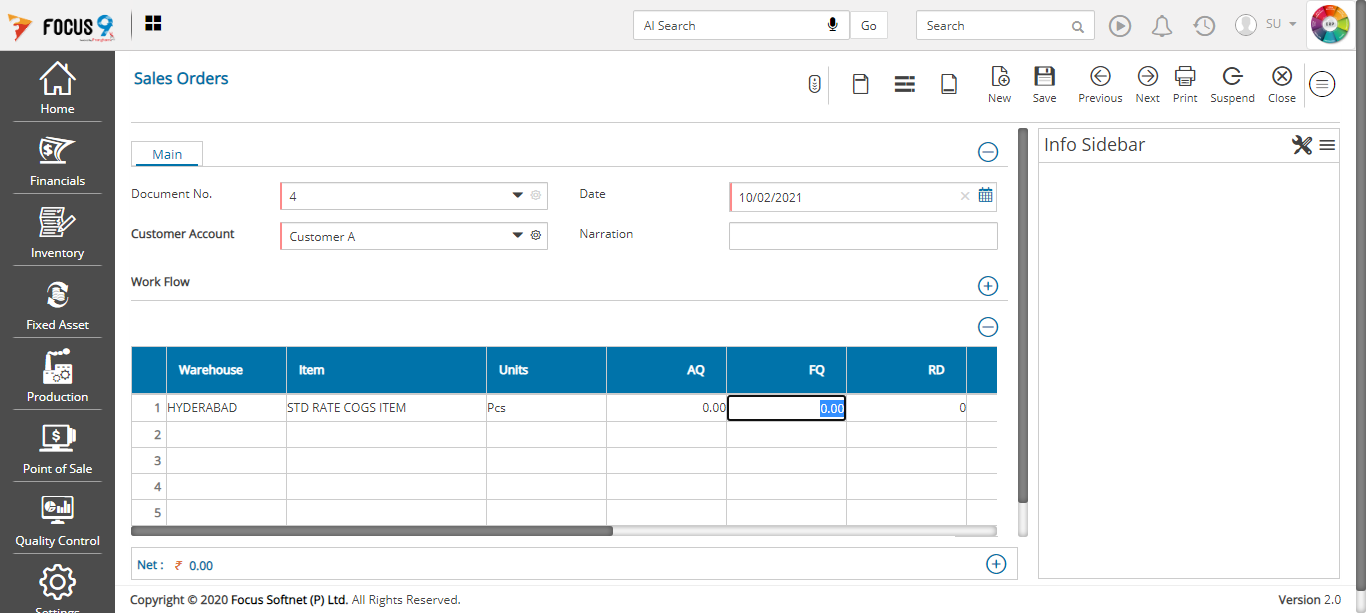 FOCUS 9
AI Search
Go
Search
SU
ERP
Home
Financials
Inventory
Fixed Asset
Production
Point of Sale
Quality Control
Settings
Sales Orders
New
Save
Previous
Next
Print
Suspend
Close
Main
Document No.
4
Date
10/02/2021
Customer Account
Customer A
Narration
Work Flow
Warehouse Item Units AQ FQ RD
1 HYDERABAD STD RATE COGS ITEM Pcs 0.00 0.00 0
2
3
4
5
Net : ₹ 0.00
Info Sidebar
Copyright © 2020 Focus Softnet (P) Ltd. All Rights Reserved.
Version 2.0